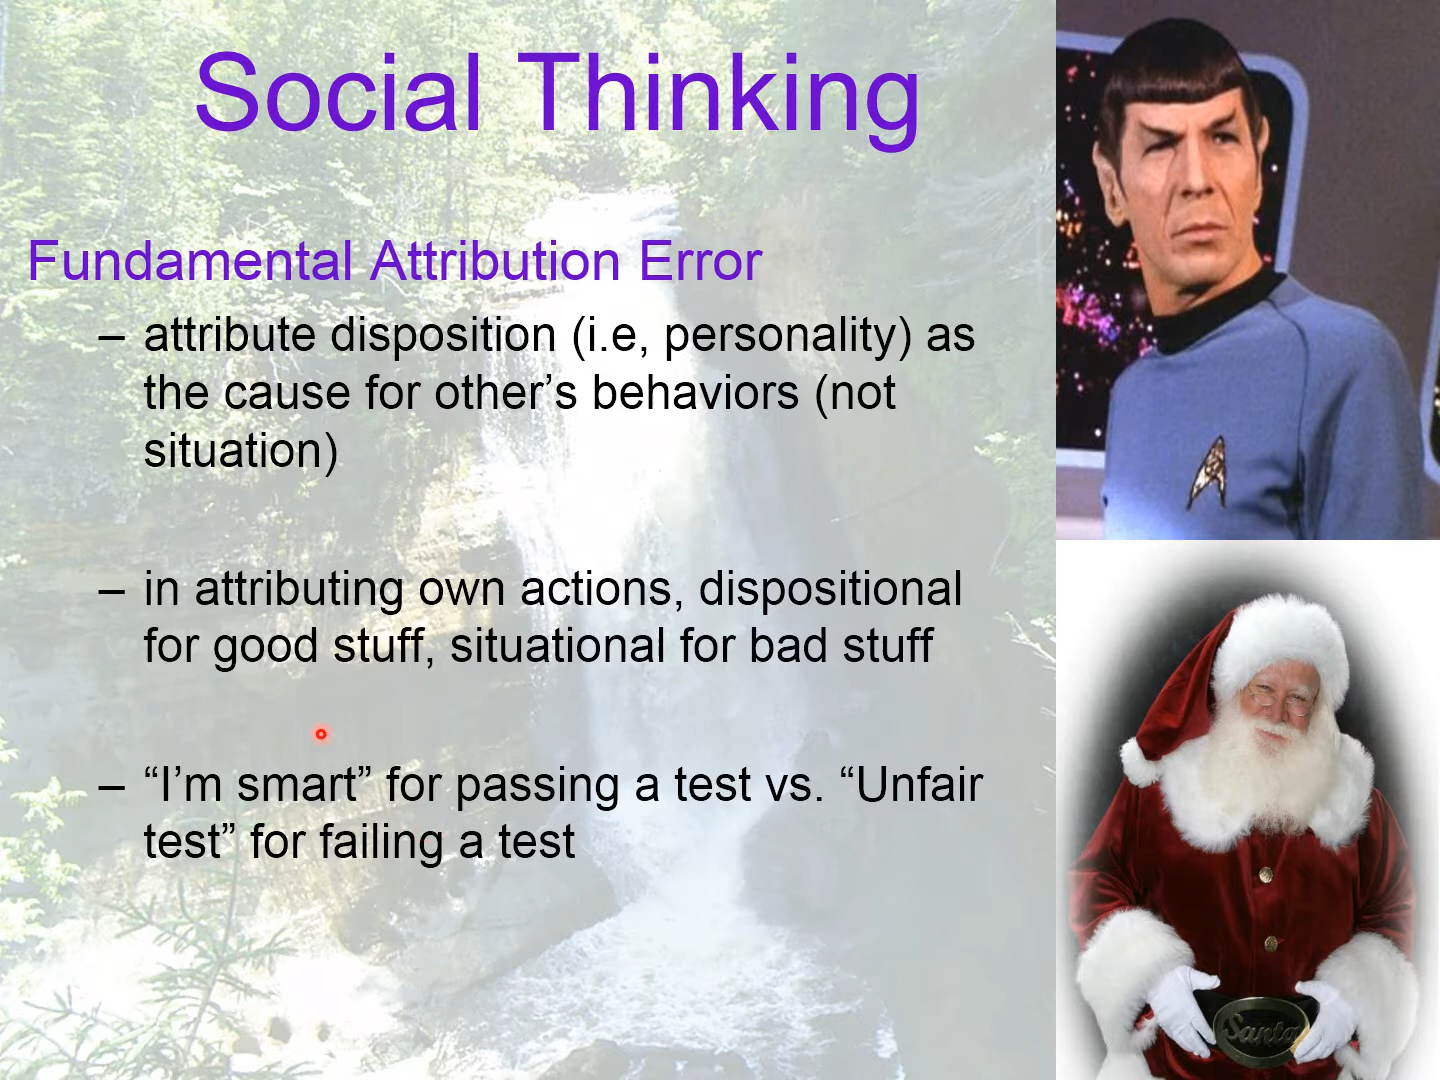 Social Thinking
Fundamental Attribution Error
– attribute disposition (i.e, personality) as
the cause for other’s behaviors (not
situation)
– in attributing own actions, dispositional
for good stuff, situational for bad stuff
– “I’m smart” for passing a test vs. “Unfair
test” for failing a test
Santa